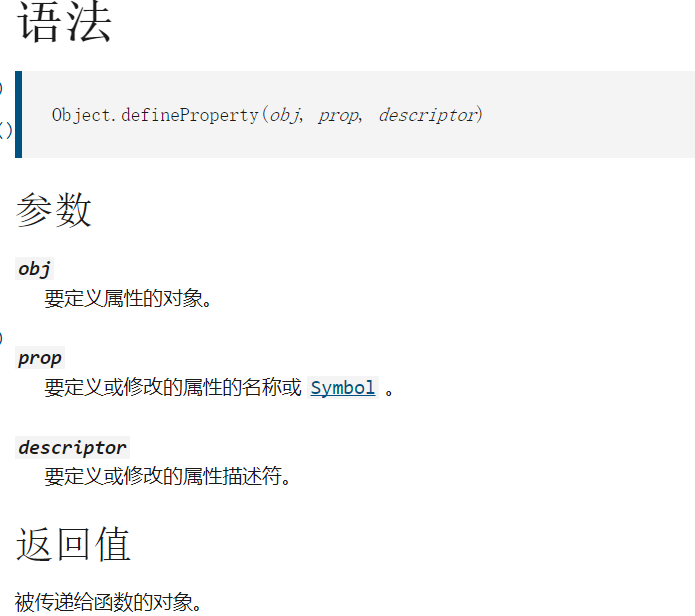 语法
)
Object.defineProperty(obj, prop, descriptor)
()
参数
obj
要定义属性的对象。
)
prop
要定义或修改的属性的名称或 Symbol 。
descriptor
要定义或修改的属性描述符。
返回值
被传递给函数的对象。